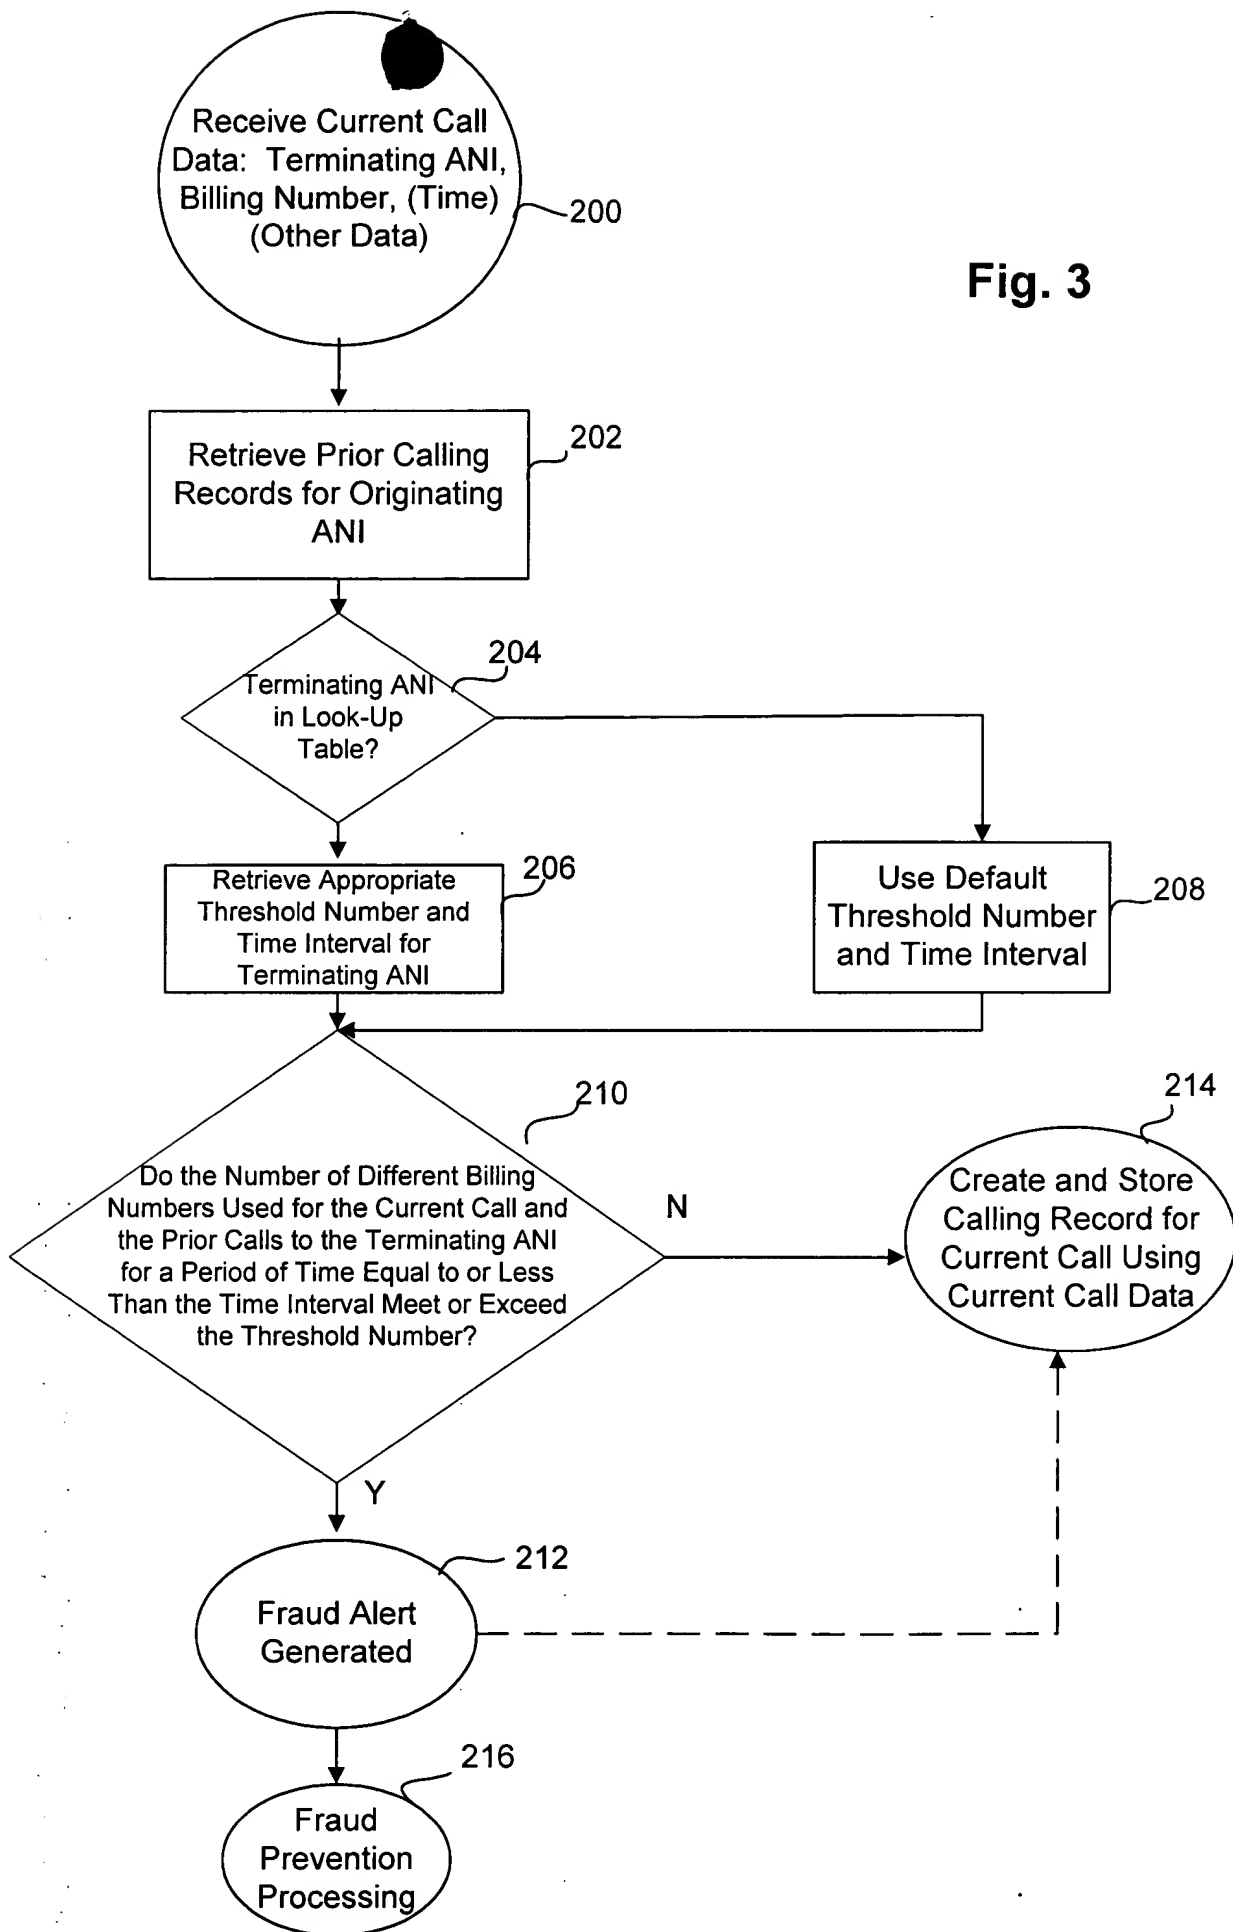 Receive Current Call
Data: Terminating ANI,
Billing Number, (Time)
(Other Data)
200
Fig. 3
202
Retrieve Prior Calling
Records for Originating
ANI
204
Terminating ANI
in Look-Up
Table?
206
Retrieve Appropriate
Threshold Number and
Time Interval for
Terminating ANI
Use Default
Threshold Number
and Time Interval
208
210
Do the Number of Different Billing
Numbers Used for the Current Call and
the Prior Calls to the Terminating ANI
for a Period of Time Equal to or Less
Than the Time Interval Meet or Exceed
the Threshold Number?
N
214
Create and Store
Calling Record for
Current Call Using
Current Call Data
Y
212
Fraud Alert
Generated
216
Fraud
Prevention
Processing